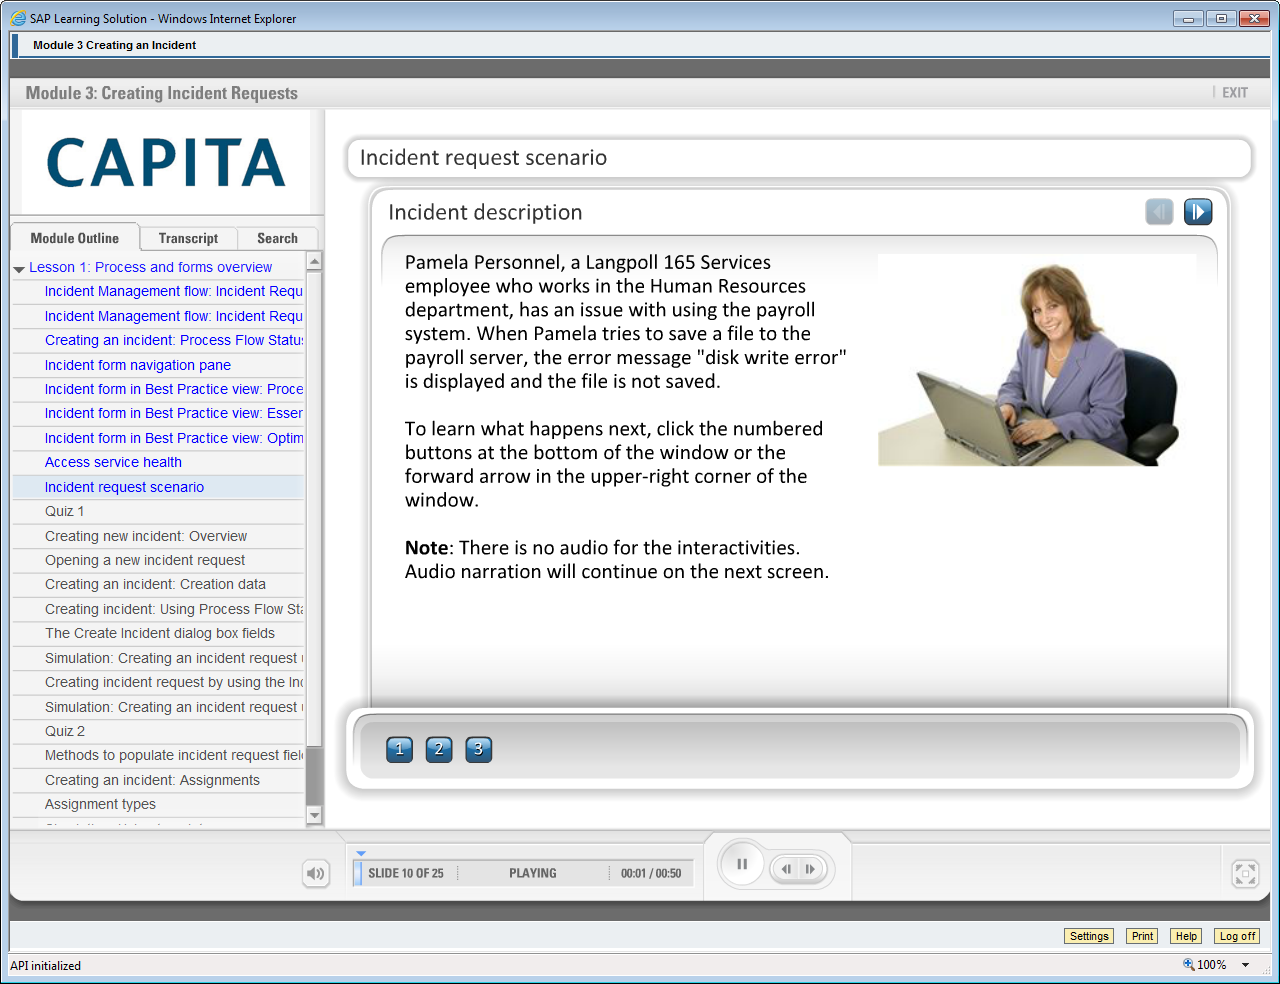 SAP Learning Solution - Windows Internet Explorer
Module 3 Creating an Incident
Module 3: Creating Incident Requests
EXIT
CAPITA
Module Outline
Transcript
Search
Lesson 1: Process and forms overview
Incident Management flow: Incident Requ
Incident Management flow: Incident Requ
Creating an incident: Process Flow Statu
Incident form navigation pane
Incident form in Best Practice view: Proce
Incident form in Best Practice view: Esser
Incident form in Best Practice view: Optim
Access service health
Incident request scenario
Quiz 1
Creating new incident: Overview
Opening a new incident request
Creating an incident: Creation data
Creating incident: Using Process Flow Sta
The Create Incident dialog box fields
Simulation: Creating an incident request
Creating incident request by using the Inc
Simulation: Creating an incident request
Quiz 2
Methods to populate incident request fiel
Creating an incident: Assignments
Assignment types
Incident request scenario
Incident description
Pamela Personnel, a Langpoll 165 Services
employee who works in the Human Resources
department, has an issue with using the payroll
system. When Pamela tries to save a file to the
payroll server, the error message "disk write error"
is displayed and the file is not saved.
To learn what happens next, click the numbered
buttons at the bottom of the window or the
forward arrow in the upper-right corner of the
window.
Note: There is no audio for the interactivities.
Audio narration will continue on the next screen.
1 2 3
SLIDE 10 OF 25
PLAYING
00:01 / 00:50
Settings
Print
Help
Log off
API initialized
100%